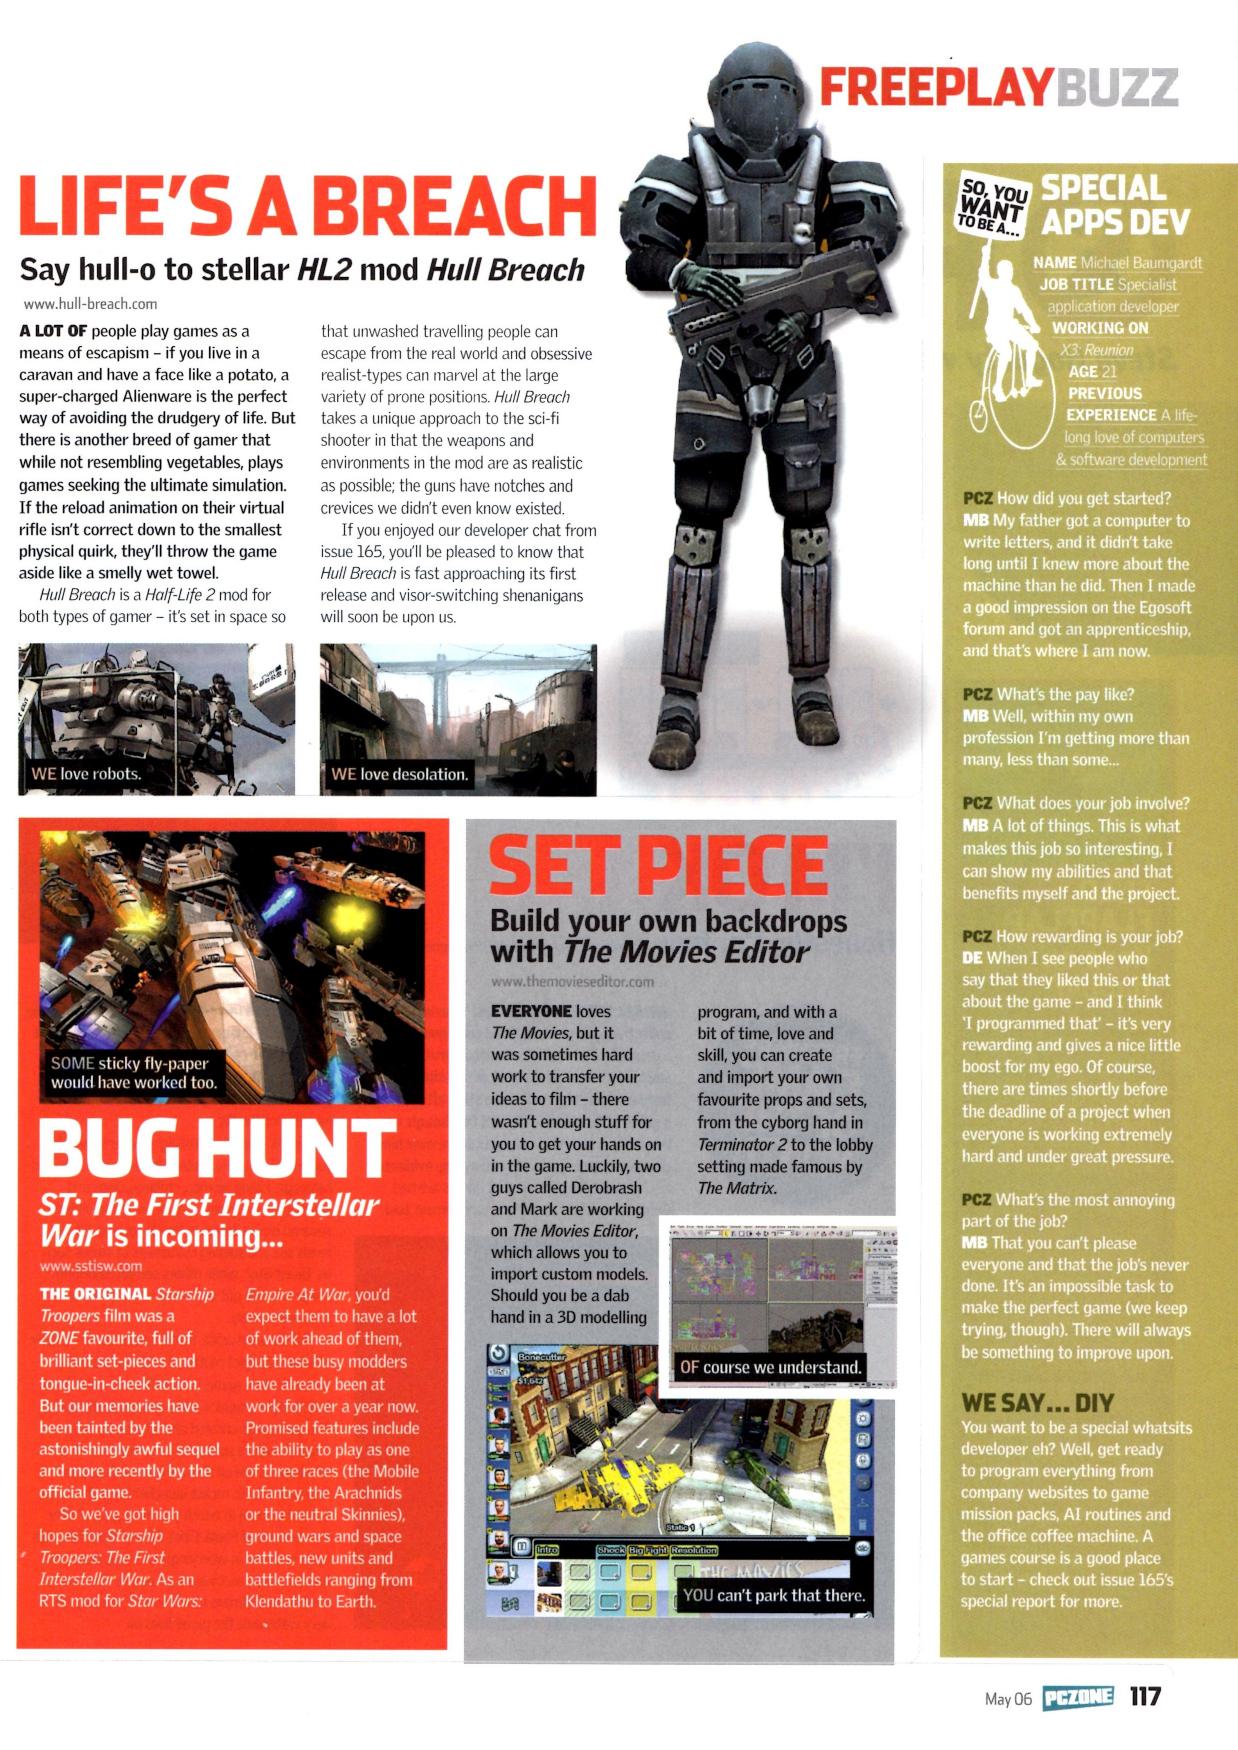 FREEPLAYBUZZ
LIFE'S A BREACH
Say hull-o to stellar HL2 mod Hull Breach
www.hull-breach.com
A LOT OF people play games as a
means of escapism – if you live in a
caravan and have a face like a potato, a
super-charged Alienware is the perfect
way of avoiding the drudgery of life. But
there is another breed of gamer that
while not resembling vegetables, plays
games seeking the ultimate simulation.
If the reload animation on their virtual
rifle isn't correct down to the smallest
physical quirk, they'll throw the game
aside like a smelly wet towel.
Hull Breach is a Half-Life 2 mod for
both types of gamer – it's set in space so
that unwashed travelling people can
escape from the real world and obsessive
realist-types can marvel at the large
variety of prone positions. Hull Breach
takes a unique approach to the sci-fi
shooter in that the weapons and
environments in the mod are as realistic
as possible; the guns have notches and
crevices we didn't even know existed.
If you enjoyed our developer chat from
issue 165, you'll be pleased to know that
Hull Breach is fast approaching its first
release and visor-switching shenanigans
will soon be upon us.
WE love robots.
WE love desolation.
SOME sticky fly-paper
would have worked too.
BUG HUNT
ST: The First Interstellar
War is incoming...
www.sstisw.com
THE ORIGINAL Starship
Troopers film was a
ZONE favourite, full of
brilliant set-pieces and
tongue-in-cheek action.
But our memories have
been tainted by the
astonishingly awful sequel
and more recently by the
official game.
So we've got high
hopes for Starship
Troopers: The First
Interstellar War. As an
RTS mod for Star Wars:
Empire At War, you'd
expect them to have a lot
of work ahead of them,
but these busy modders
have already been at
work for over a year now.
Promised features include
the ability to play as one
of three races (the Mobile
Infantry, the Arachnids
or the neutral Skinnies),
ground wars and space
battles, new units and
battlefields ranging from
Klendathu to Earth.
SET PIECE
Build your own backdrops
with The Movies Editor
www.themovieseditor.com
EVERYONE loves
The Movies, but it
was sometimes hard
work to transfer your
ideas to film – there
wasn't enough stuff for
you to get your hands on
in the game. Luckily, two
guys called Derobrash
and Mark are working
on The Movies Editor,
which allows you to
import custom models.
Should you be a dab
hand in a 3D modelling
program, and with a
bit of time, love and
skill, you can create
and import your own
favourite props and sets,
from the cyborg hand in
Terminator 2 to the lobby
setting made famous by
The Matrix.
OF course we understand.
Bonecutter
$1,642
Static 1
Intro Shock Big Fight Resolution
THE MOVIES
YOU can't park that there.
SO, YOU
WANT
TO BE A...
SPECIAL
APPS DEV
NAME Michael Baumgardt
JOB TITLE Specialist
application developer
WORKING ON
X3: Reunion
AGE 21
PREVIOUS
EXPERIENCE A life-
long love of computers
& software development
PCZ How did you get started?
MB My father got a computer to
write letters, and it didn't take
long until I knew more about the
machine than he did. Then I made
a good impression on the Egosoft
forum and got an apprenticeship,
and that's where I am now.
PCZ What's the pay like?
MB Well, within my own
profession I'm getting more than
many, less than some...
PCZ What does your job involve?
MB A lot of things. This is what
makes this job so interesting, I
can show my abilities and that
benefits myself and the project.
PCZ How rewarding is your job?
DE When I see people who
say that they liked this or that
about the game – and I think
'I programmed that' – it's very
rewarding and gives a nice little
boost for my ego. Of course,
there are times shortly before
the deadline of a project when
everyone is working extremely
hard and under great pressure.
PCZ What's the most annoying
part of the job?
MB That you can't please
everyone and that the job's never
done. It's an impossible task to
make the perfect game (we keep
trying, though). There will always
be something to improve upon.
WE SAY... DIY
You want to be a special whatsits
developer eh? Well, get ready
to program everything from
company websites to game
mission packs, AI routines and
the office coffee machine. A
games course is a good place
to start – check out issue 165's
special report for more.
May 06 PCZONE 117